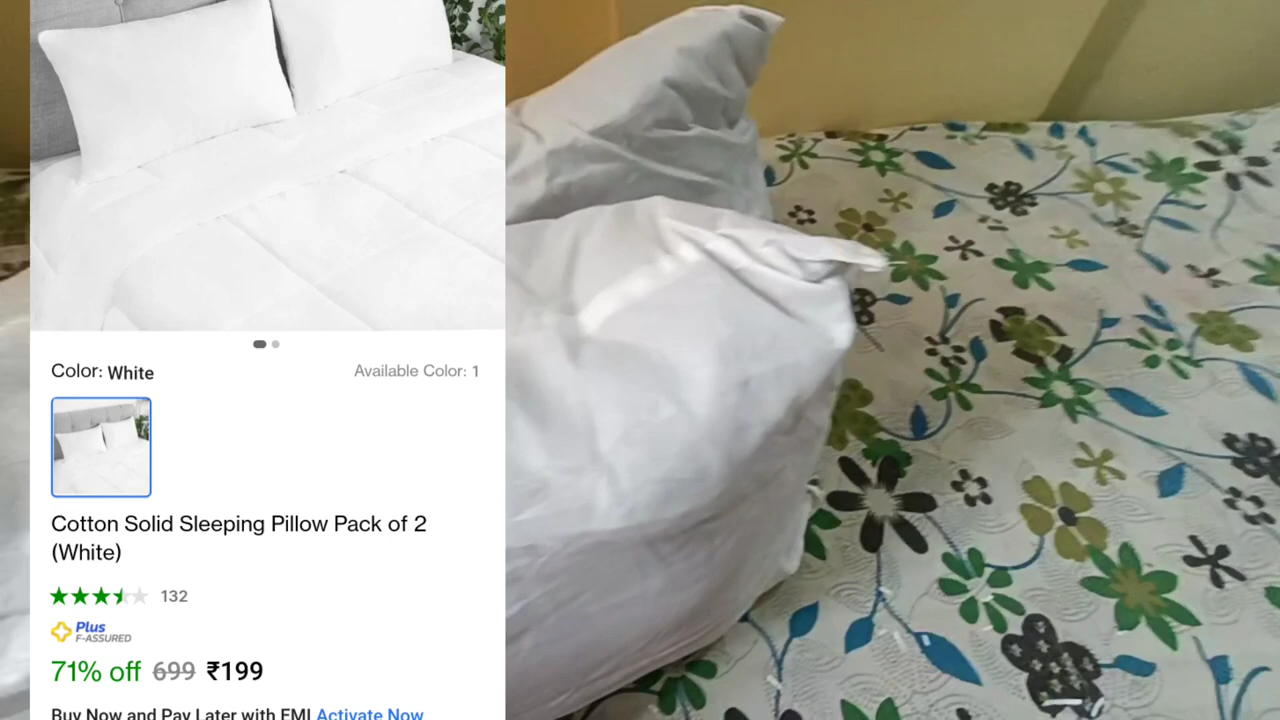 Color: White
Available Color: 1
Cotton Solid Sleeping Pillow Pack of 2
(White)
132
Plus
F-ASSURED
71% off 699 ₹199
Buy Now and Pay Later with EMI Activate Now